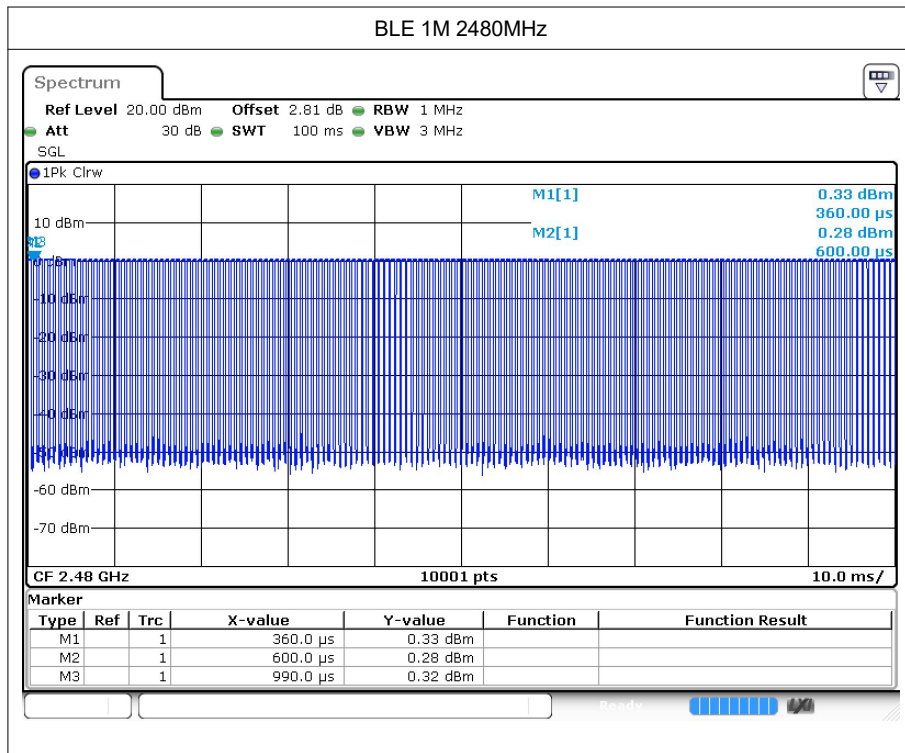 BLE 1M 2480MHz
Spectrum
Ref Level 20.00 dBm Offset 2.81 dB RBW 1 MHz
Att 30 dB SWT 100 ms VBW 3 MHz
SGL
1Pk Clrw
M1[1] 0.33 dBm
360.00 µs
10 dBm
M2[1] 0.28 dBm
600.00 µs
0 dBm
-10 dBm
-20 dBm
-30 dBm
-40 dBm
-50 dBm
-60 dBm
-70 dBm
CF 2.48 GHz 10001 pts 10.0 ms/
Marker
Type Ref Trc X-value Y-value Function Function Result
M1 1 360.0 µs 0.33 dBm
M2 1 600.0 µs 0.28 dBm
M3 1 990.0 µs 0.32 dBm
Ready LXI